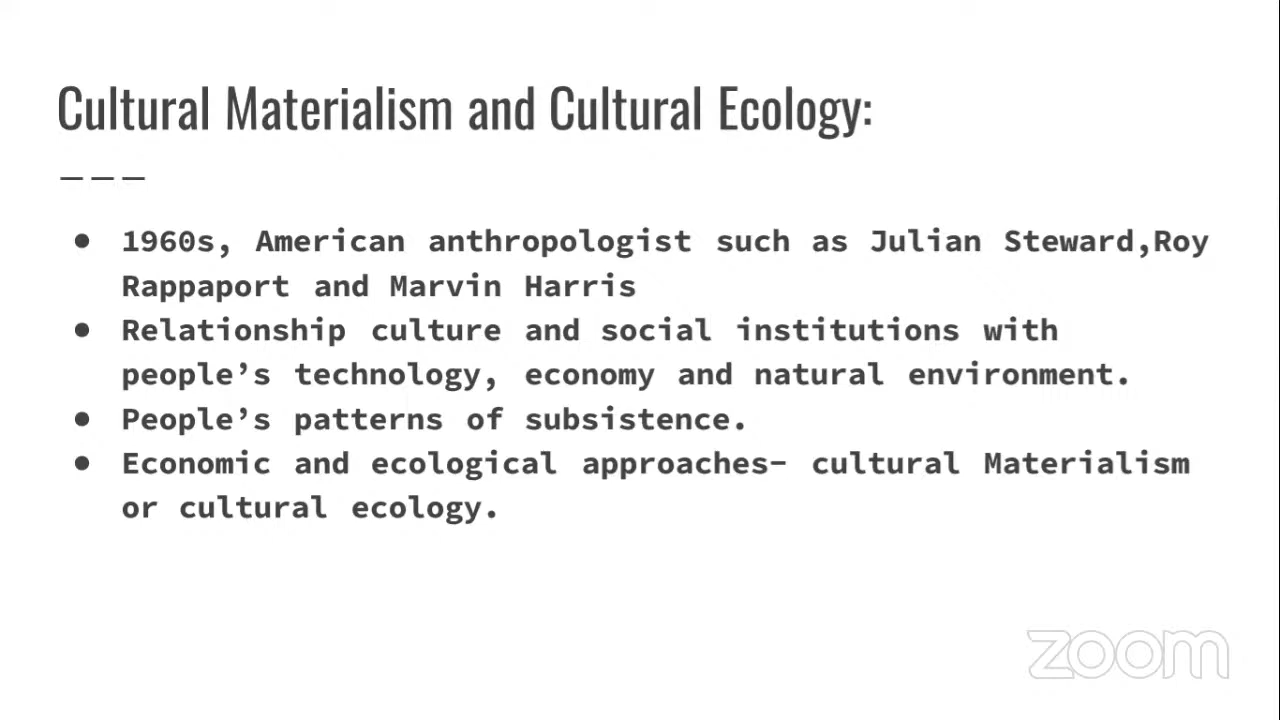 Cultural Materialism and Cultural Ecology:
● 1960s, American anthropologist such as Julian Steward,Roy
Rappaport and Marvin Harris
● Relationship culture and social institutions with
people’s technology, economy and natural environment.
● People’s patterns of subsistence.
● Economic and ecological approaches– cultural Materialism
or cultural ecology.
zoom